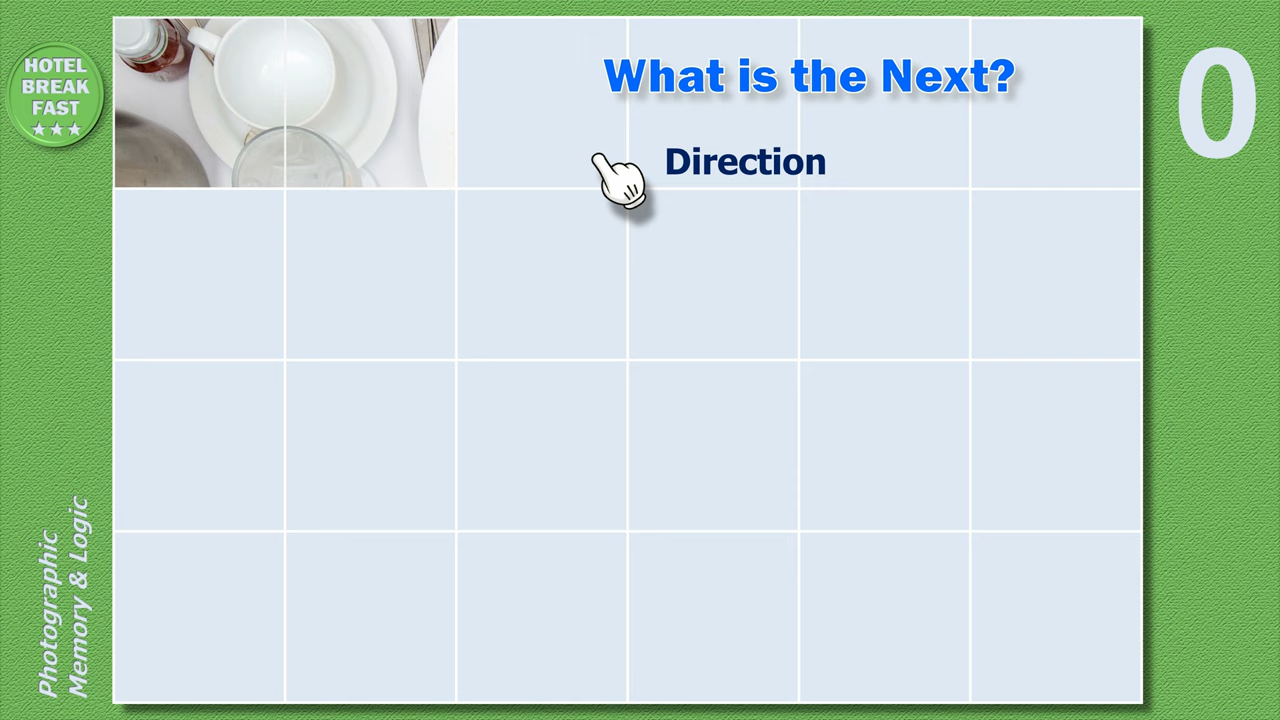 HOTEL
BREAK
FAST
What is the Next?
Direction
0
Photographic
Memory & Logic